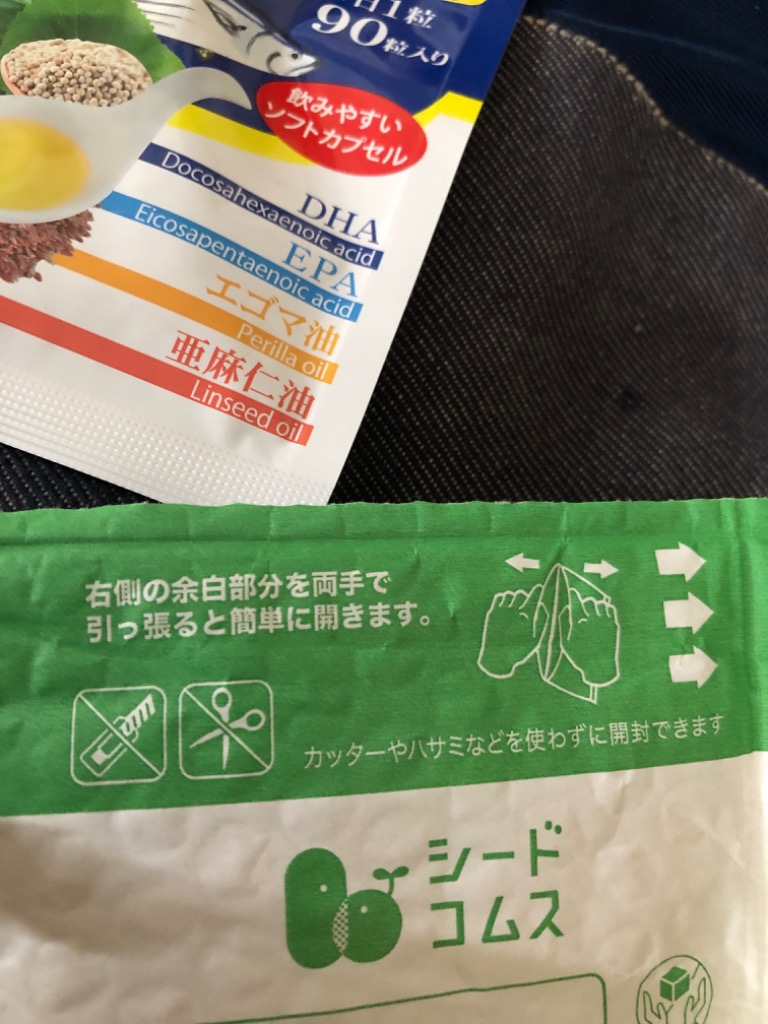 日1粒
90粒入り
飲みやすい
ソフトカプセル
DHA
Docosahexaenoic acid
EPA
Eicosapentaenoic acid
エゴマ油
Perilla oil
亜麻仁油
Linseed oil
右側の余白部分を両手で
引っ張ると簡単に開きます。
カッターやハサミなどを使わずに開封できます
シード
コムス